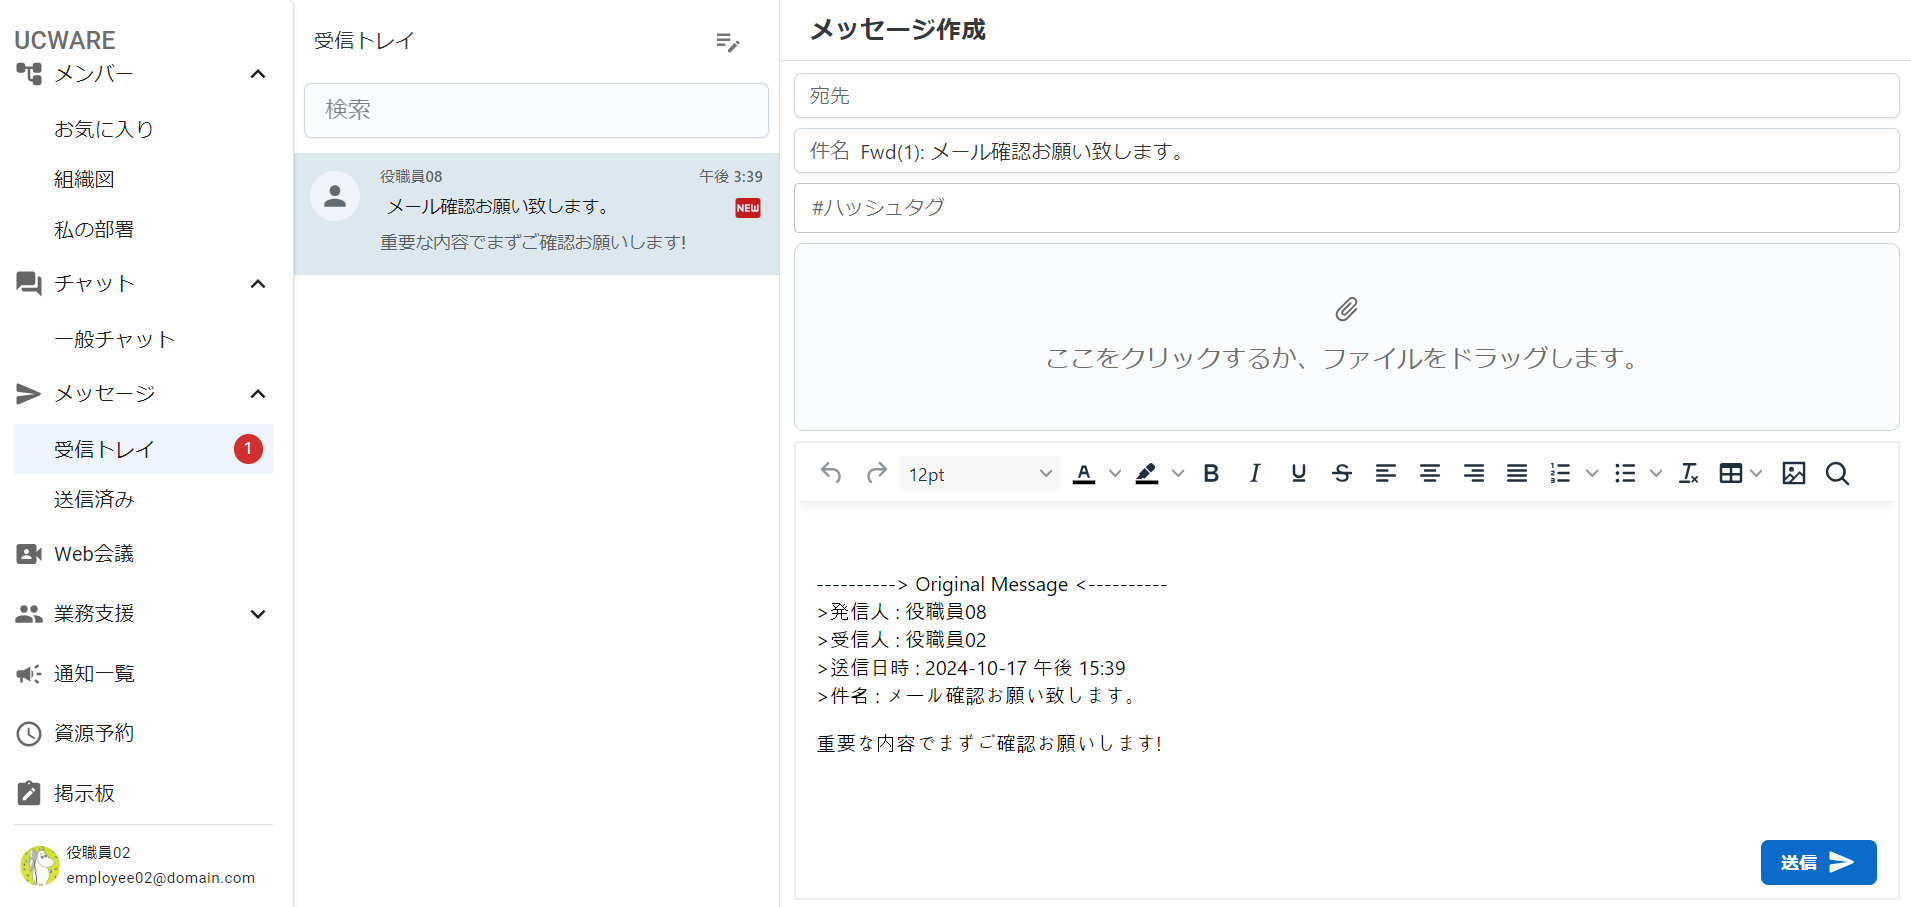 UCWARE
メンバー
お気に入り
組織図
私の部署
チャット
一般チャット
メッセージ
受信トレイ 1
送信済み
Web会議
業務支援
通知一覧
資源予約
掲示板
役職員02
employee02@domain.com
受信トレイ
検索
役職員08 午後 3:39
メール確認お願い致します。 NEW
重要な内容でまずご確認お願いします!
メッセージ作成
宛先
件名 Fwd(1): メール確認お願い致します。
#ハッシュタグ
ここをクリックするか、ファイルをドラッグします。
12pt
----------> Original Message <----------
>発信人 : 役職員08
>受信人 : 役職員02
>送信日時 : 2024-10-17 午後 15:39
>件名 : メール確認お願い致します。
重要な内容でまずご確認お願いします!
送信